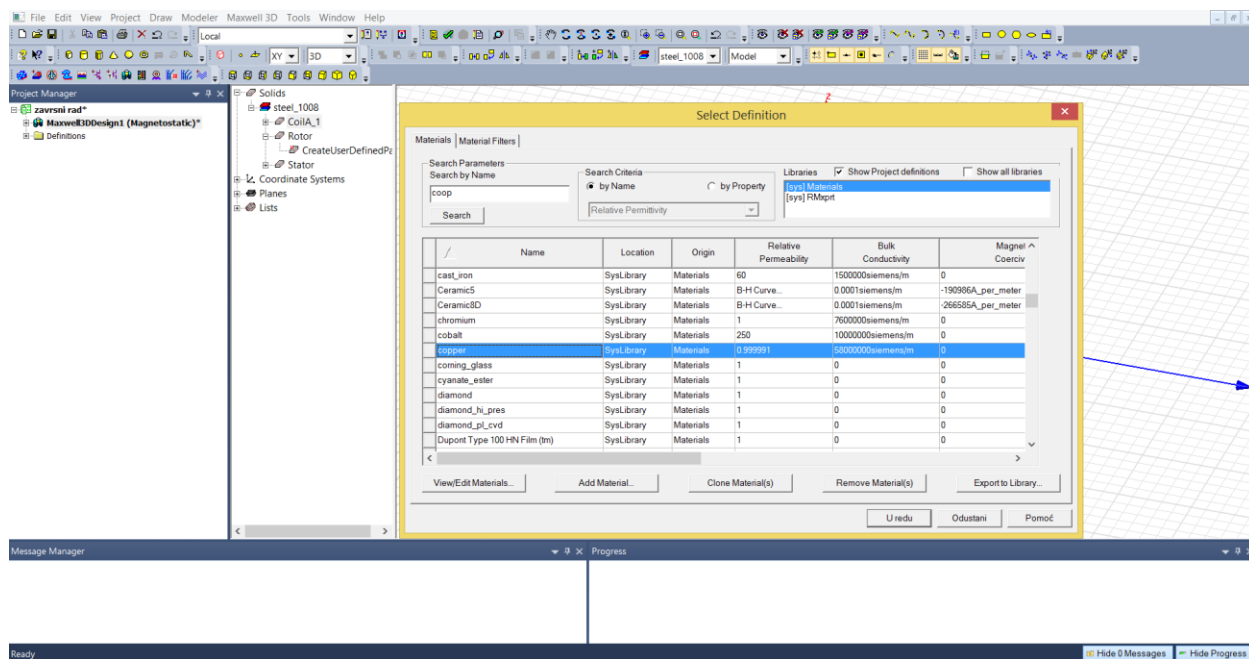 File Edit View Project Draw Modeler Maxwell 3D Tools Window Help
Local
XY 3D steel_1008 Model
Project Manager
zavrsni rad*
Maxwell3DDesign1 (Magnetostatic)*
Definitions
Solids
steel_1008
CoilA_1
Rotor
CreateUserDefinedPa
Stator
Coordinate Systems
Planes
Lists
Z
Select Definition
Materials Material Filters
Search Parameters
Search by Name
coop
Search
Search Criteria
by Name by Property
Relative Permittivity
Libraries Show Project definitions Show all libraries
[sys] Materials
[sys] RMxprt
/ Name Location Origin Relative Permeability Bulk Conductivity Magnet Coerciv
cast_iron SysLibrary Materials 60 1500000siemens/m 0
Ceramic5 SysLibrary Materials B-H Curve... 0.0001siemens/m -190986A_per_meter
Ceramic8D SysLibrary Materials B-H Curve... 0.0001siemens/m -266585A_per_meter
chromium SysLibrary Materials 1 7600000siemens/m 0
cobalt SysLibrary Materials 250 10000000siemens/m 0
copper SysLibrary Materials 0.999991 58000000siemens/m 0
corning_glass SysLibrary Materials 1 0 0
cyanate_ester SysLibrary Materials 1 0 0
diamond SysLibrary Materials 1 0 0
diamond_hi_pres SysLibrary Materials 1 0 0
diamond_pl_cvd SysLibrary Materials 1 0 0
Dupont Type 100 HN Film (tm) SysLibrary Materials 1 0 0
View/Edit Materials... Add Material... Clone Material(s) Remove Material(s) Export to Library...
U redu Odustani Pomoć
Message Manager
Progress
Ready
Hide 0 Messages Hide Progress